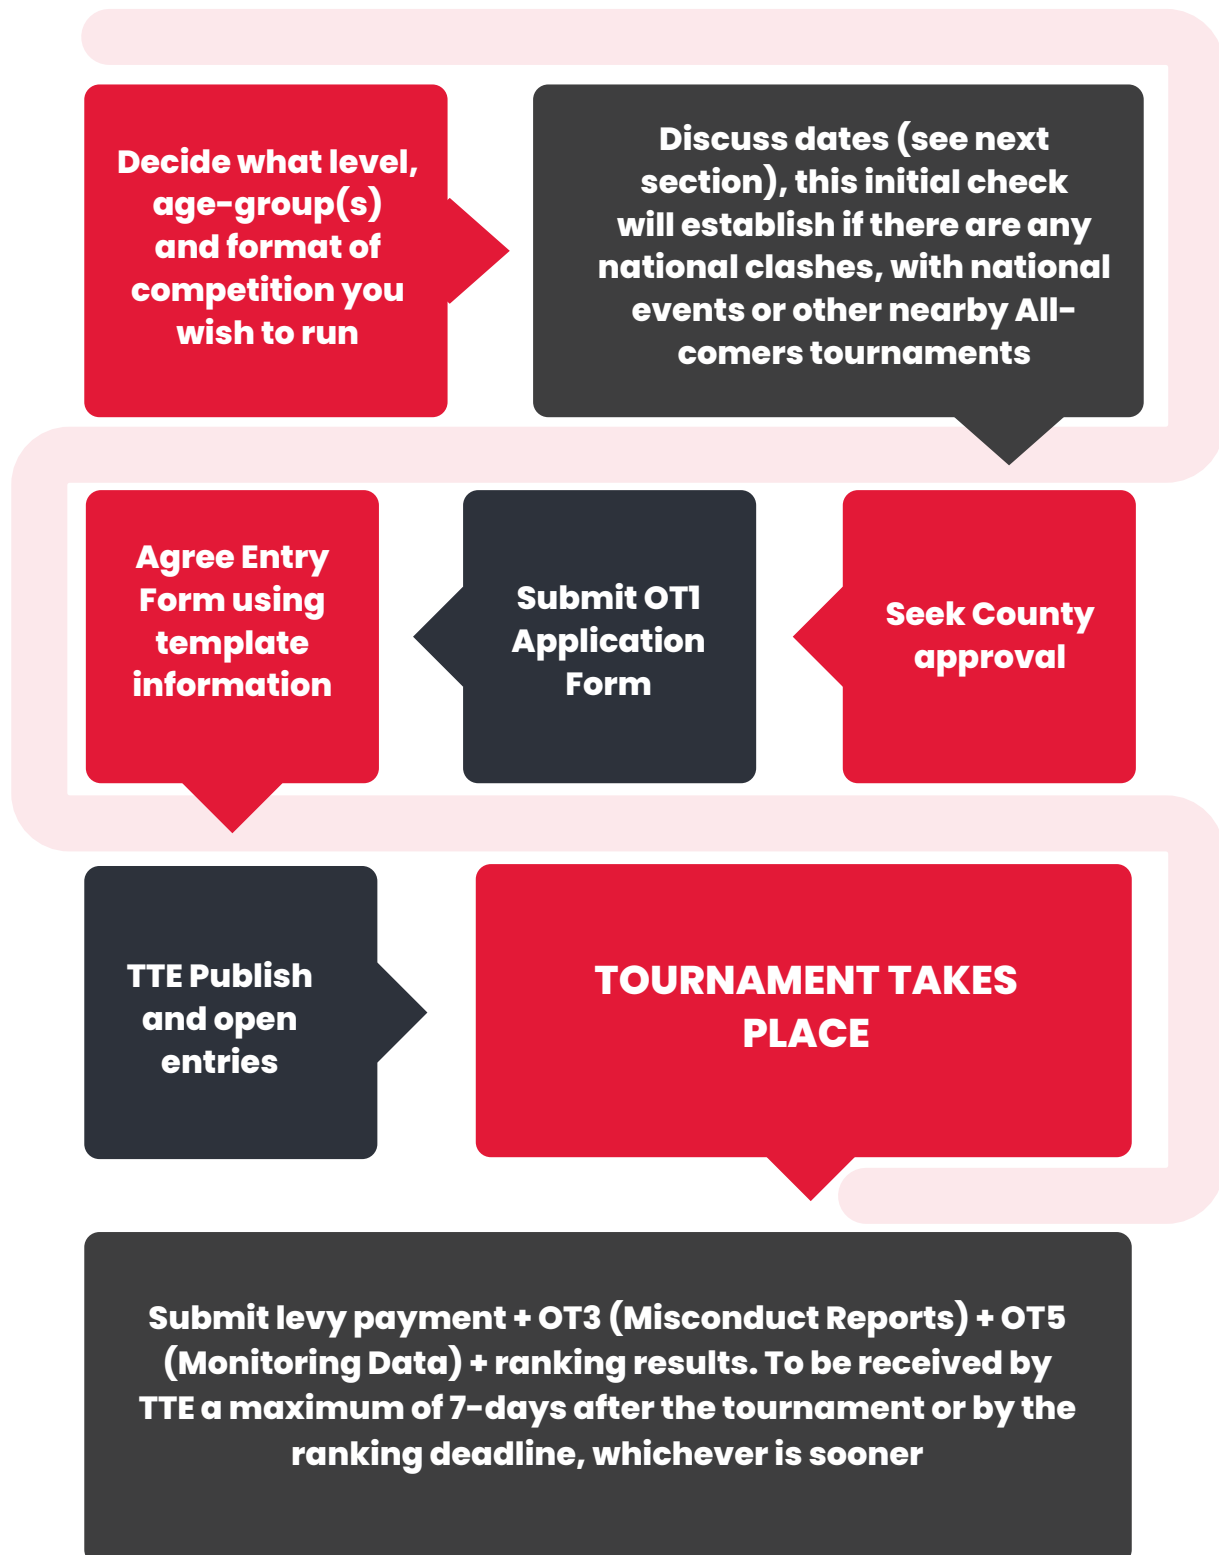 Decide what level,
age-group(s)
and format of
competition you
wish to run
Discuss dates (see next
section), this initial check
will establish if there are any
national clashes, with national
events or other nearby All-
comers tournaments
Seek County
approval
Submit OT1
Application
Form
Agree Entry
Form using
template
information
TTE Publish
and open
entries
TOURNAMENT TAKES
PLACE
Submit levy payment + OT3 (Misconduct Reports) + OT5
(Monitoring Data) + ranking results. To be received by
TTE a maximum of 7-days after the tournament or by the
ranking deadline, whichever is sooner